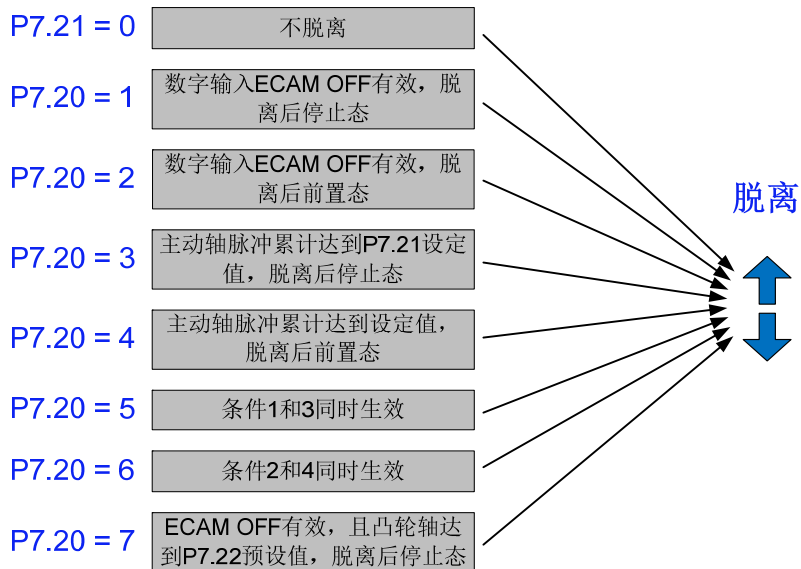 P7.21 = 0
不脱离
P7.20 = 1
数字输入ECAM OFF有效，脱
离后停止态
P7.20 = 2
数字输入ECAM OFF有效，脱
离后前置态
脱离
P7.20 = 3
主动轴脉冲累计达到P7.21设定
值，脱离后停止态
P7.20 = 4
主动轴脉冲累计达到设定值，
脱离后前置态
P7.20 = 5
条件1和3同时生效
P7.20 = 6
条件2和4同时生效
P7.20 = 7
ECAM OFF有效，且凸轮轴达
到P7.22预设值，脱离后停止态